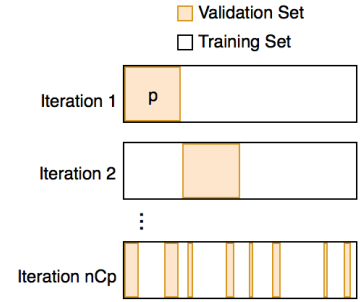 Validation Set
Training Set
Iteration 1
p
Iteration 2
...
Iteration nCp